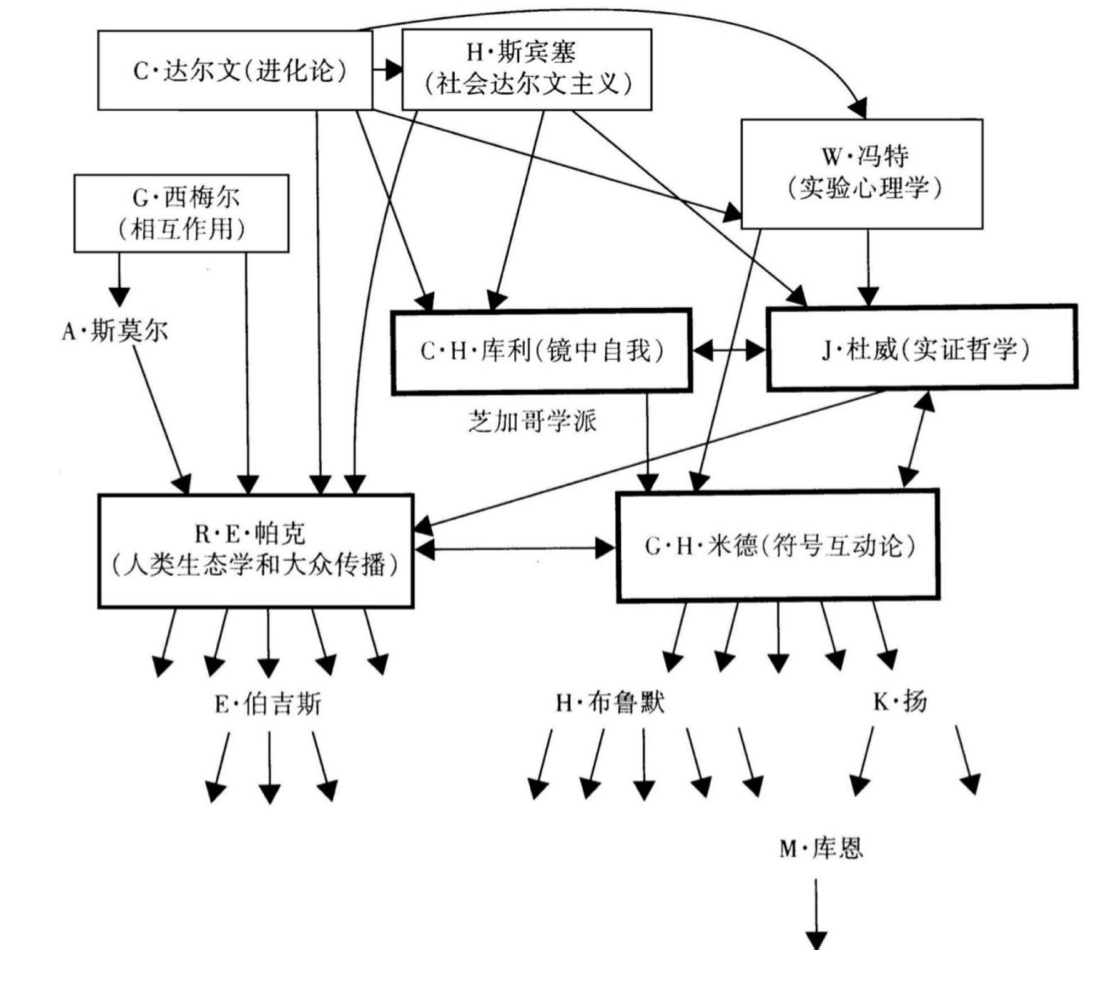 C·达尔文(进化论)
H·斯宾塞
(社会达尔文主义)
W·冯特
(实验心理学)
G·西梅尔
(相互作用)
A·斯莫尔
C·H·库利(镜中自我)
J·杜威(实证哲学)
芝加哥学派
R·E·帕克
(人类生态学和大众传播)
G·H·米德(符号互动论)
E·伯吉斯
H·布鲁默
K·扬
M·库恩